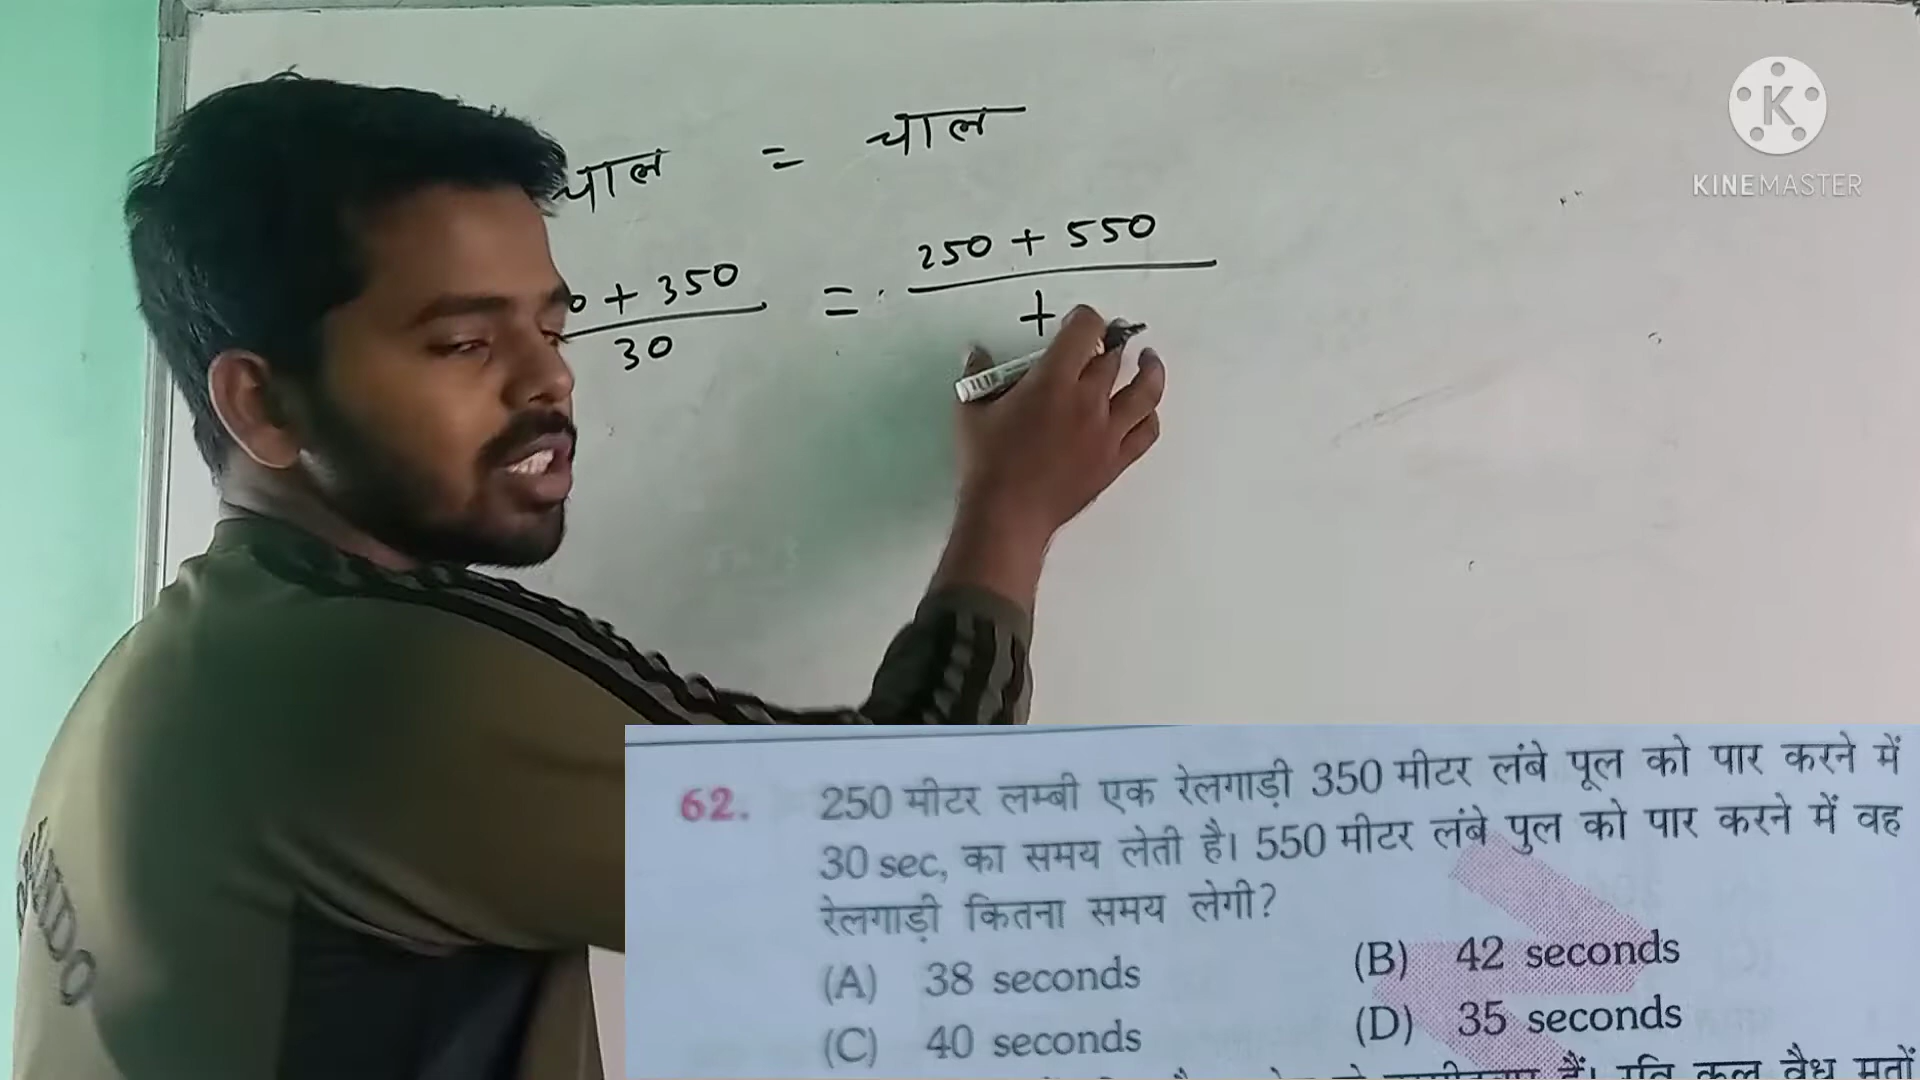 KINEMASTER
चाल = चाल
0 + 350 = 250 + 550
30 t
62. 250 मीटर लम्बी एक रेलगाड़ी 350 मीटर लंबे पूल को पार करने में
30 sec, का समय लेती है। 550 मीटर लंबे पुल को पार करने में वह
रेलगाड़ी कितना समय लेगी?
(A) 38 seconds (B) 42 seconds
(C) 40 seconds (D) 35 seconds